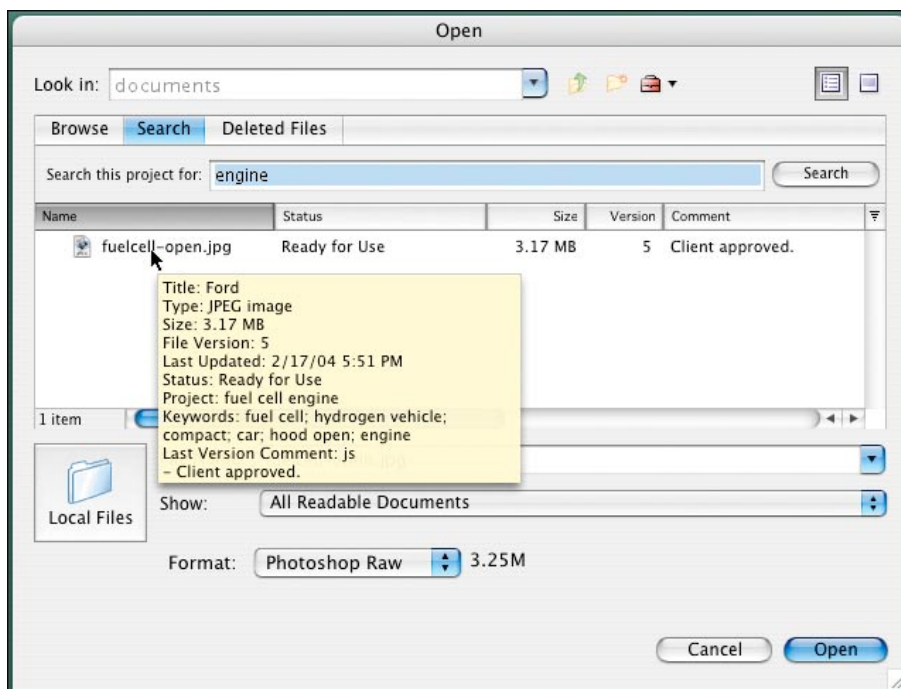 Open
Look in: documents
Browse Search Deleted Files
Search this project for: engine Search
Name Status Size Version Comment
fuelcell-open.jpg Ready for Use 3.17 MB 5 Client approved.
Title: Ford
Type: JPEG image
Size: 3.17 MB
File Version: 5
Last Updated: 2/17/04 5:51 PM
Status: Ready for Use
Project: fuel cell engine
Keywords: fuel cell; hydrogen vehicle;
compact; car; hood open; engine
Last Version Comment: js
– Client approved.
1 item
Local Files
Show: All Readable Documents
Format: Photoshop Raw 3.25M
Cancel Open